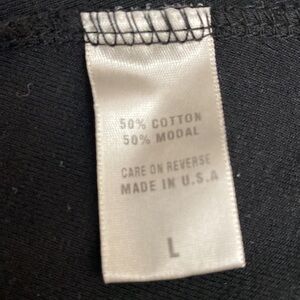 50% COTTON
50% MODAL
CARE ON REVERSE
MADE IN U.S.A
L